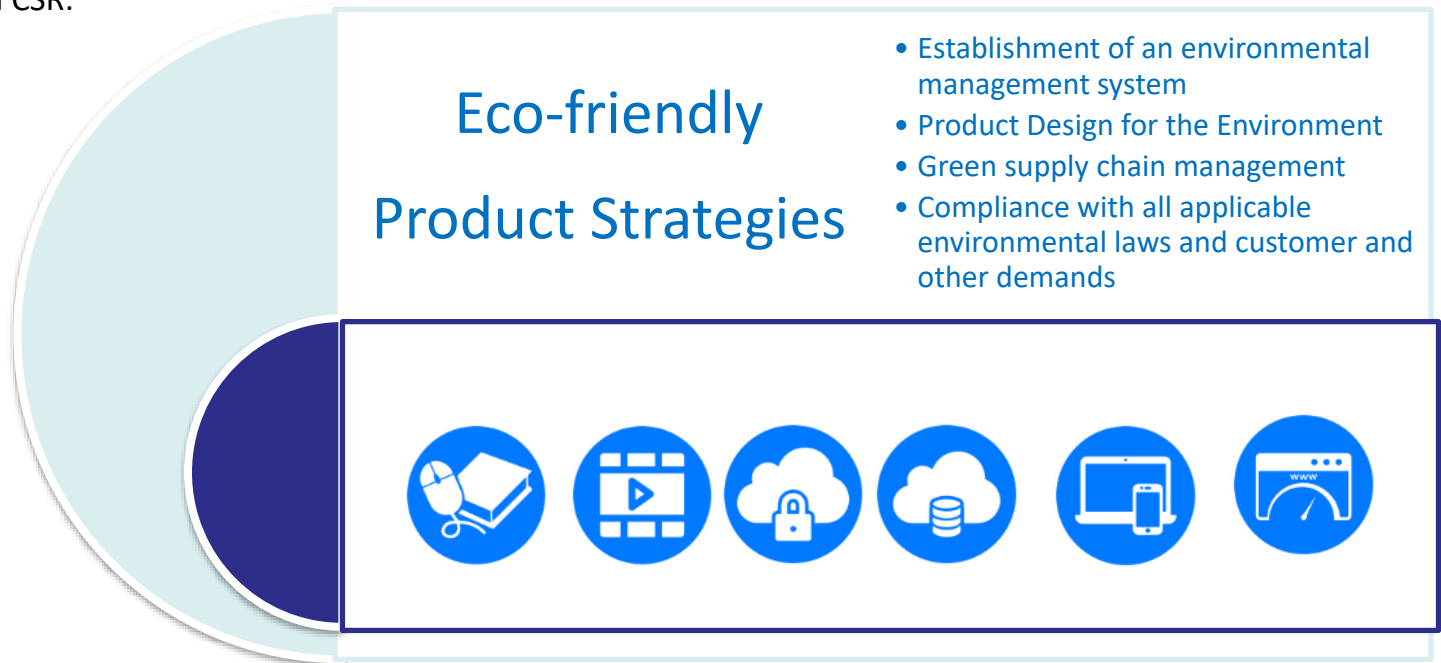 CSR.
Eco-friendly
Product Strategies
• Establishment of an environmental
management system
• Product Design for the Environment
• Green supply chain management
• Compliance with all applicable
environmental laws and customer and
other demands
www